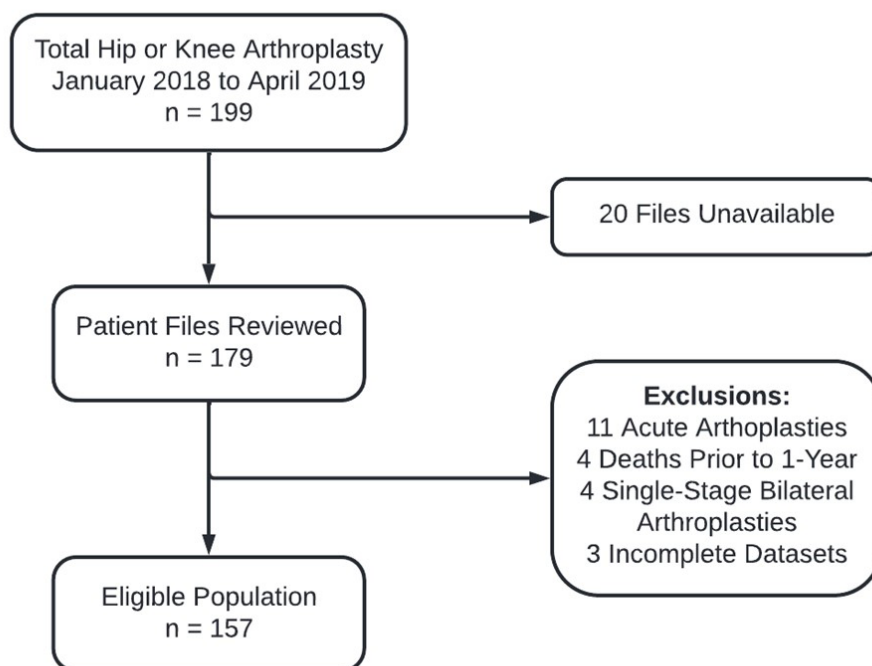 Total Hip or Knee Arthroplasty
January 2018 to April 2019
n = 199
20 Files Unavailable
Patient Files Reviewed
n = 179
Exclusions:
11 Acute Arthoplasties
4 Deaths Prior to 1-Year
4 Single-Stage Bilateral
Arthroplasties
3 Incomplete Datasets
Eligible Population
n = 157